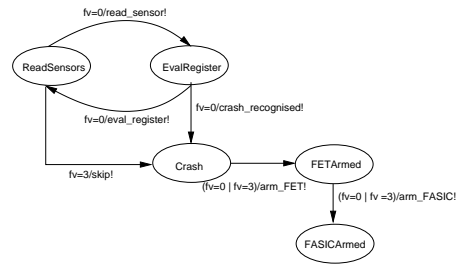 fv=0/read_sensor!
ReadSensors
EvalRegister
fv=0/eval_register!
fv=0/crash_recognised!
fv=3/skip!
Crash
FETArmed
(fv=0 | fv=3)/arm_FET!
(fv=0 | fv =3)/arm_FASIC!
FASICArmed